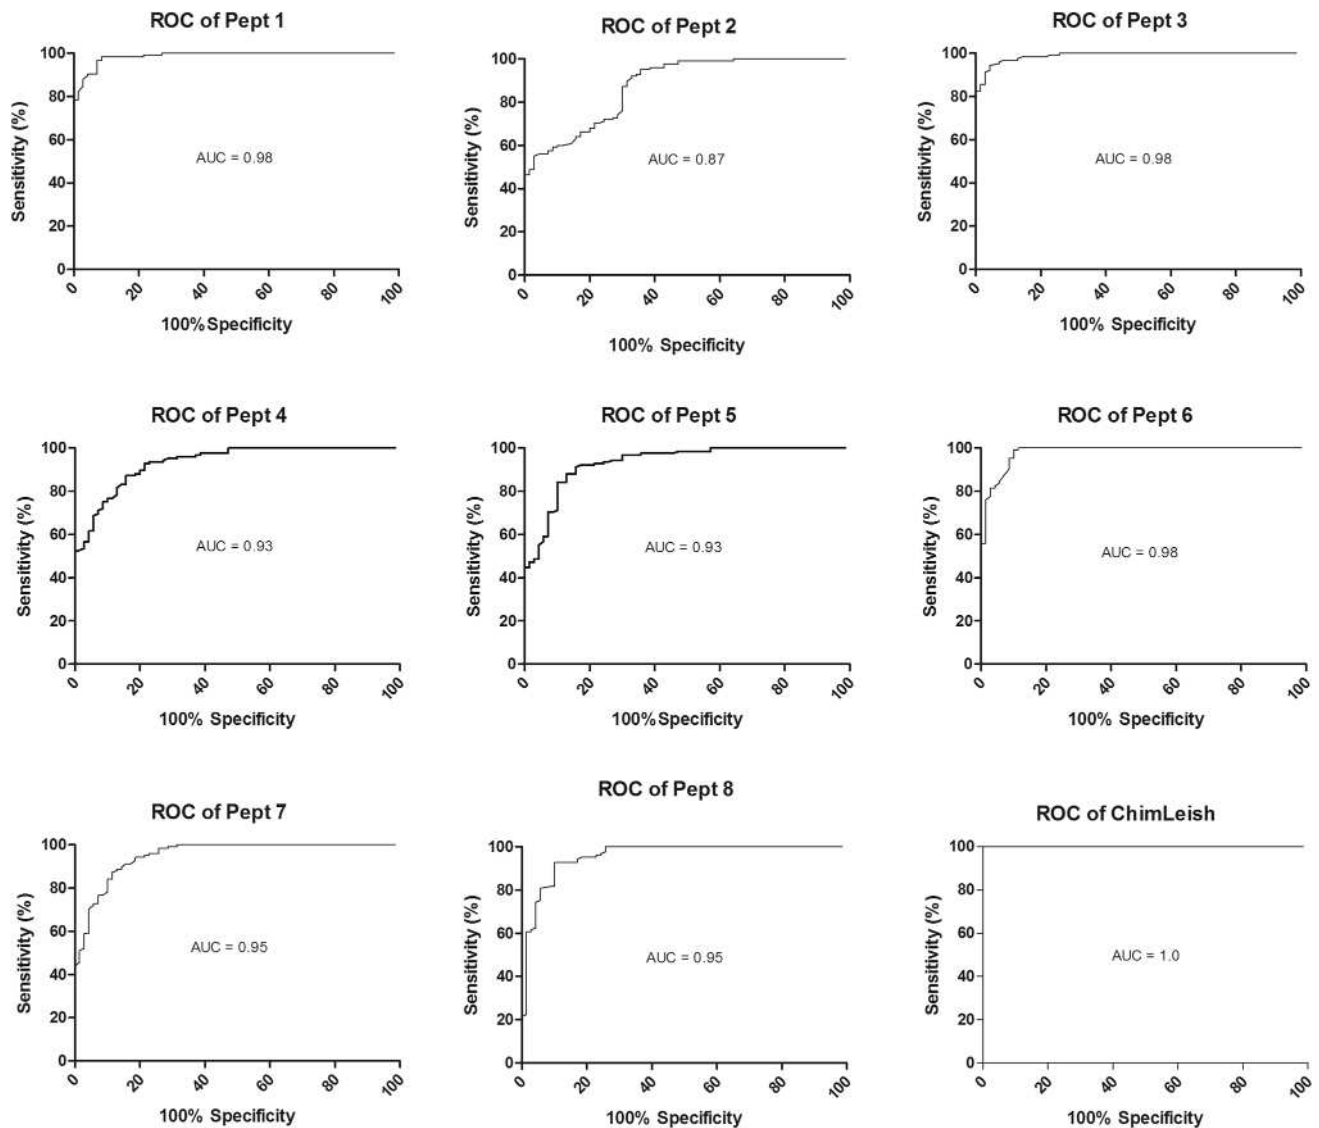 ROC of Pept 1
Sensitivity (%)
100
80
60
40
20
0
AUC = 0.98
0 20 40 60 80 100
100%Specificity
ROC of Pept 2
Sensitivity (%)
100
80
60
40
20
0
AUC = 0.87
0 20 40 60 80 100
100% Specificity
ROC of Pept 3
Sensitivity (%)
100
80
60
40
20
0
AUC = 0.98
0 20 40 60 80 100
100% Specificity
ROC of Pept 4
Sensitivity (%)
100
80
60
40
20
0
AUC = 0.93
0 20 40 60 80 100
100% Specificity
ROC of Pept 5
Sensitivity (%)
100
80
60
40
20
0
AUC = 0.93
0 20 40 60 80 100
100%Specificity
ROC of Pept 6
Sensitivity (%)
100
80
60
40
20
0
AUC = 0.98
0 20 40 60 80 100
100% Specificity
ROC of Pept 7
Sensitivity (%)
100
80
60
40
20
0
AUC = 0.95
0 20 40 60 80 100
100% Specificity
ROC of Pept 8
Sensitivity (%)
100
80
60
40
20
0
AUC = 0.95
0 20 40 60 80 100
100% Specificity
ROC of ChimLeish
Sensitivity (%)
100
80
60
40
20
0
AUC = 1.0
0 20 40 60 80 100
100% Specificity